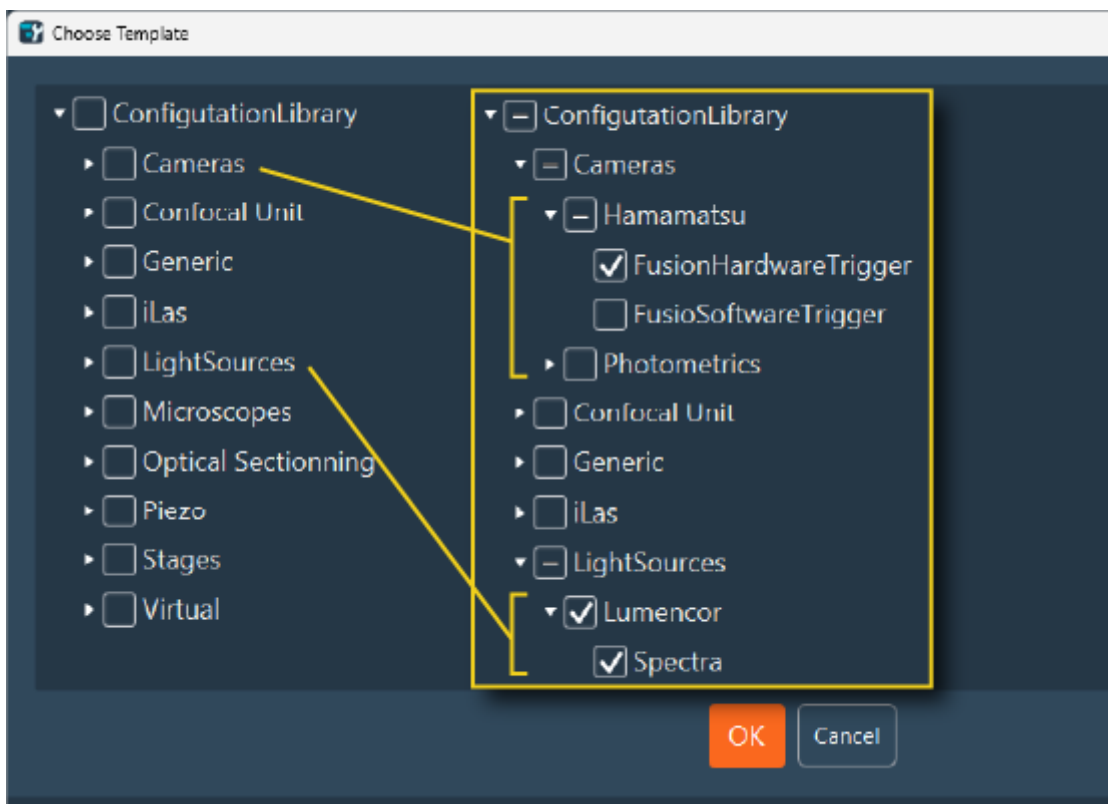 Choose Template
ConfigutationLibrary
Cameras
Confocal Unit
Generic
iLas
LightSources
Microscopes
Optical Sectionning
Piezo
Stages
Virtual
ConfigutationLibrary
Cameras
Hamamatsu
FusionHardwareTrigger
FusioSoftwareTrigger
Photometrics
Confocal Unit
Generic
iLas
LightSources
Lumencor
Spectra
OK
Cancel